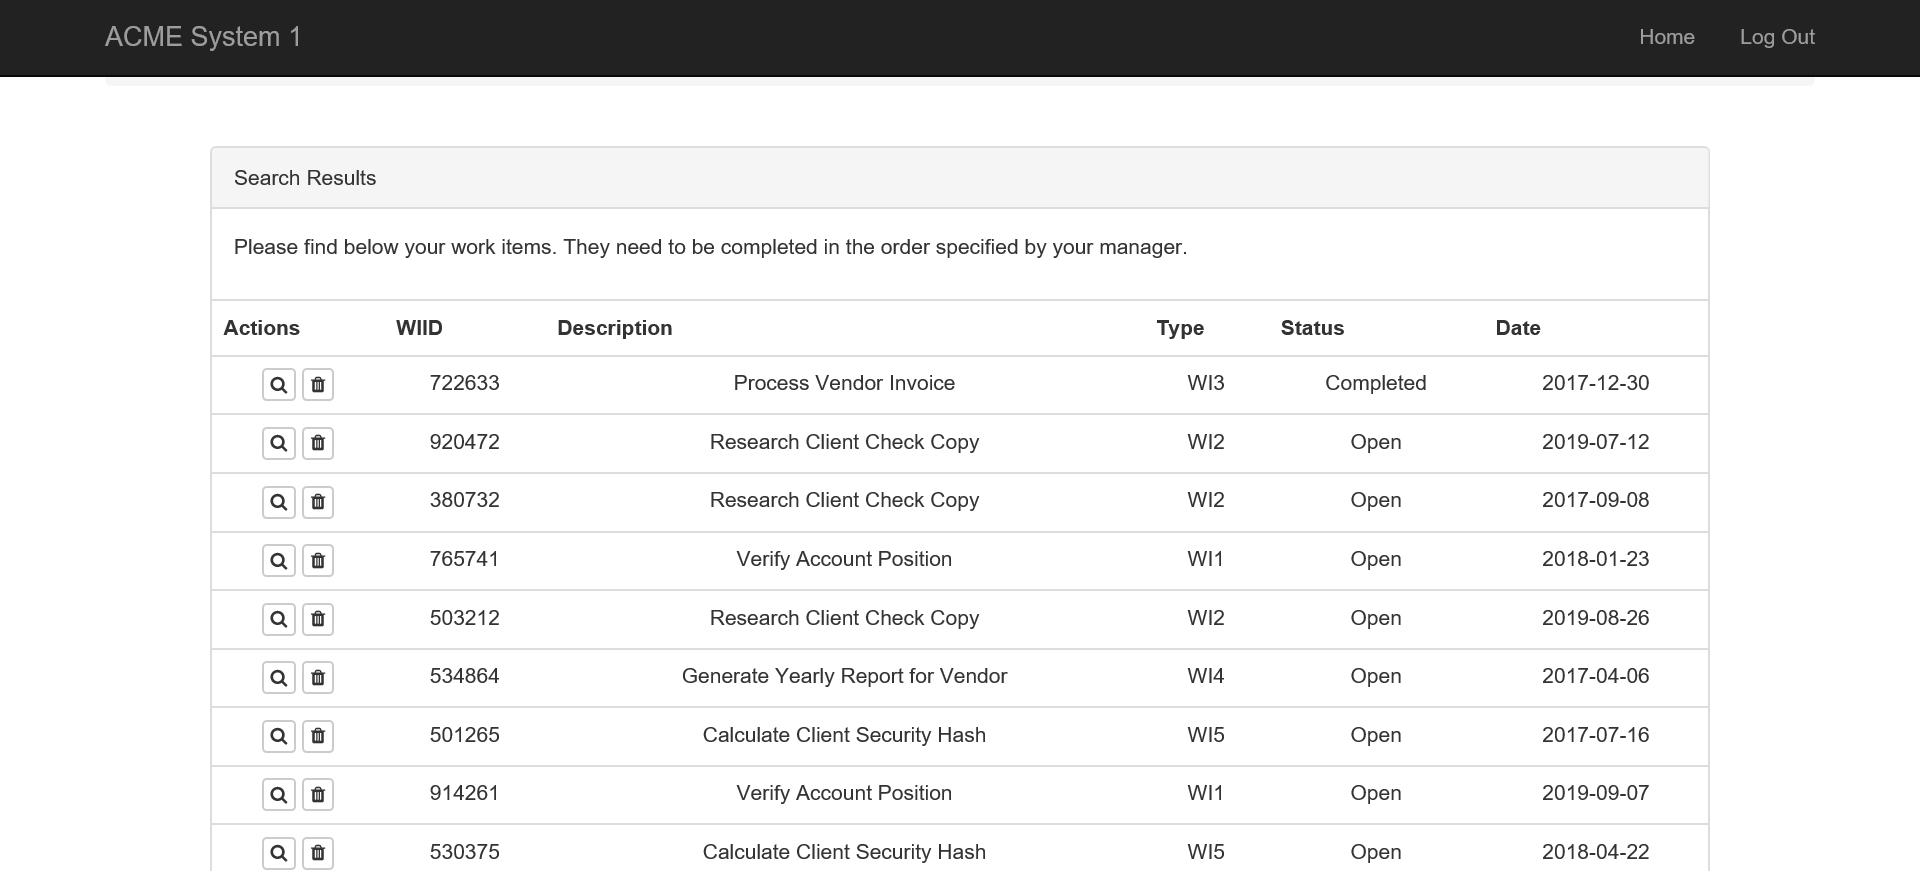 ACME System 1 Home Log Out
Search Results
Please find below your work items. They need to be completed in the order specified by your manager.
Actions WIID Description Type Status Date
722633 Process Vendor Invoice WI3 Completed 2017-12-30
920472 Research Client Check Copy WI2 Open 2019-07-12
380732 Research Client Check Copy WI2 Open 2017-09-08
765741 Verify Account Position WI1 Open 2018-01-23
503212 Research Client Check Copy WI2 Open 2019-08-26
534864 Generate Yearly Report for Vendor WI4 Open 2017-04-06
501265 Calculate Client Security Hash WI5 Open 2017-07-16
914261 Verify Account Position WI1 Open 2019-09-07
530375 Calculate Client Security Hash WI5 Open 2018-04-22